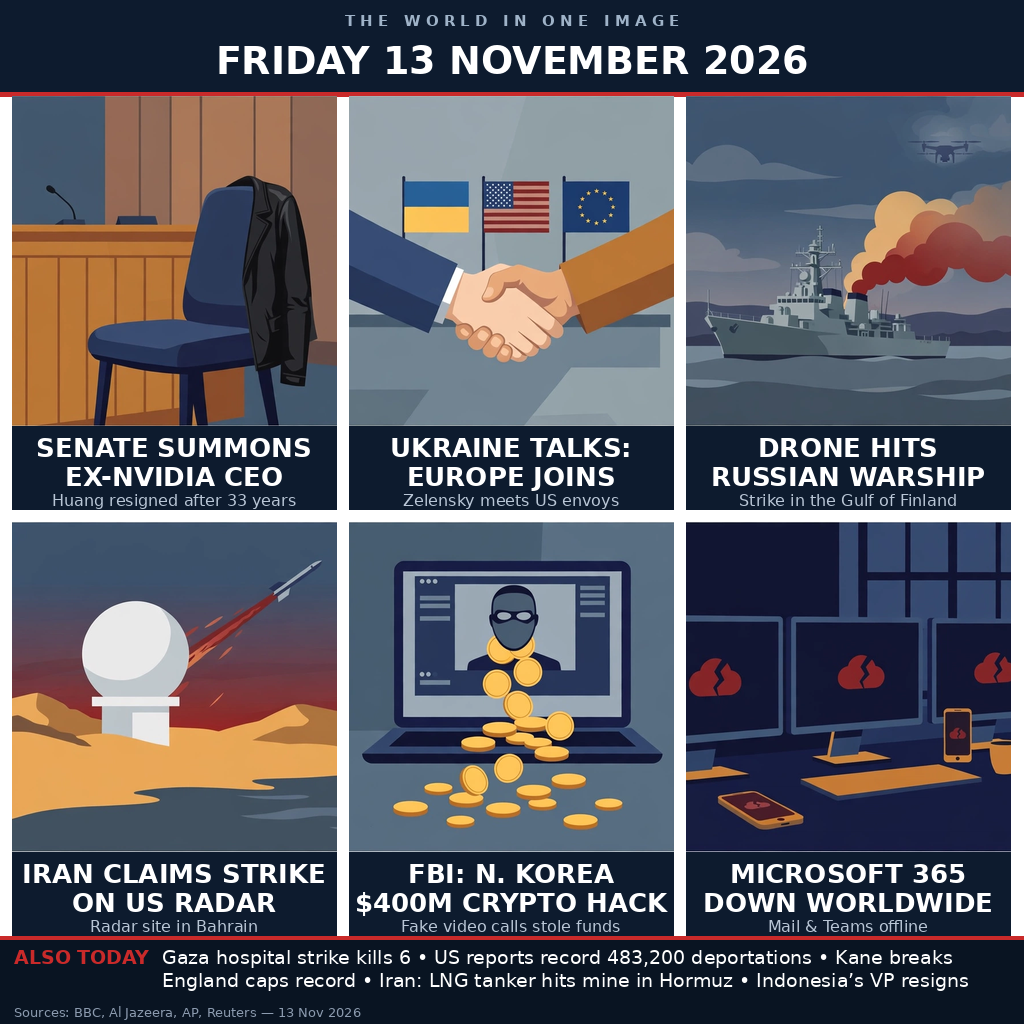 THE WORLD IN ONE IMAGE
FRIDAY 13 NOVEMBER 2026
SENATE SUMMONS
EX-NVIDIA CEO
Huang resigned after 33 years
UKRAINE TALKS:
EUROPE JOINS
Zelensky meets US envoys
DRONE HITS
RUSSIAN WARSHIP
Strike in the Gulf of Finland
IRAN CLAIMS STRIKE
ON US RADAR
Radar site in Bahrain
FBI: N. KOREA
$400M CRYPTO HACK
Fake video calls stole funds
MICROSOFT 365
DOWN WORLDWIDE
Mail & Teams offline
ALSO TODAY Gaza hospital strike kills 6 • US reports record 483,200 deportations • Kane breaks
England caps record • Iran: LNG tanker hits mine in Hormuz • Indonesia’s VP resigns
Sources: BBC, Al Jazeera, AP, Reuters — 13 Nov 2026